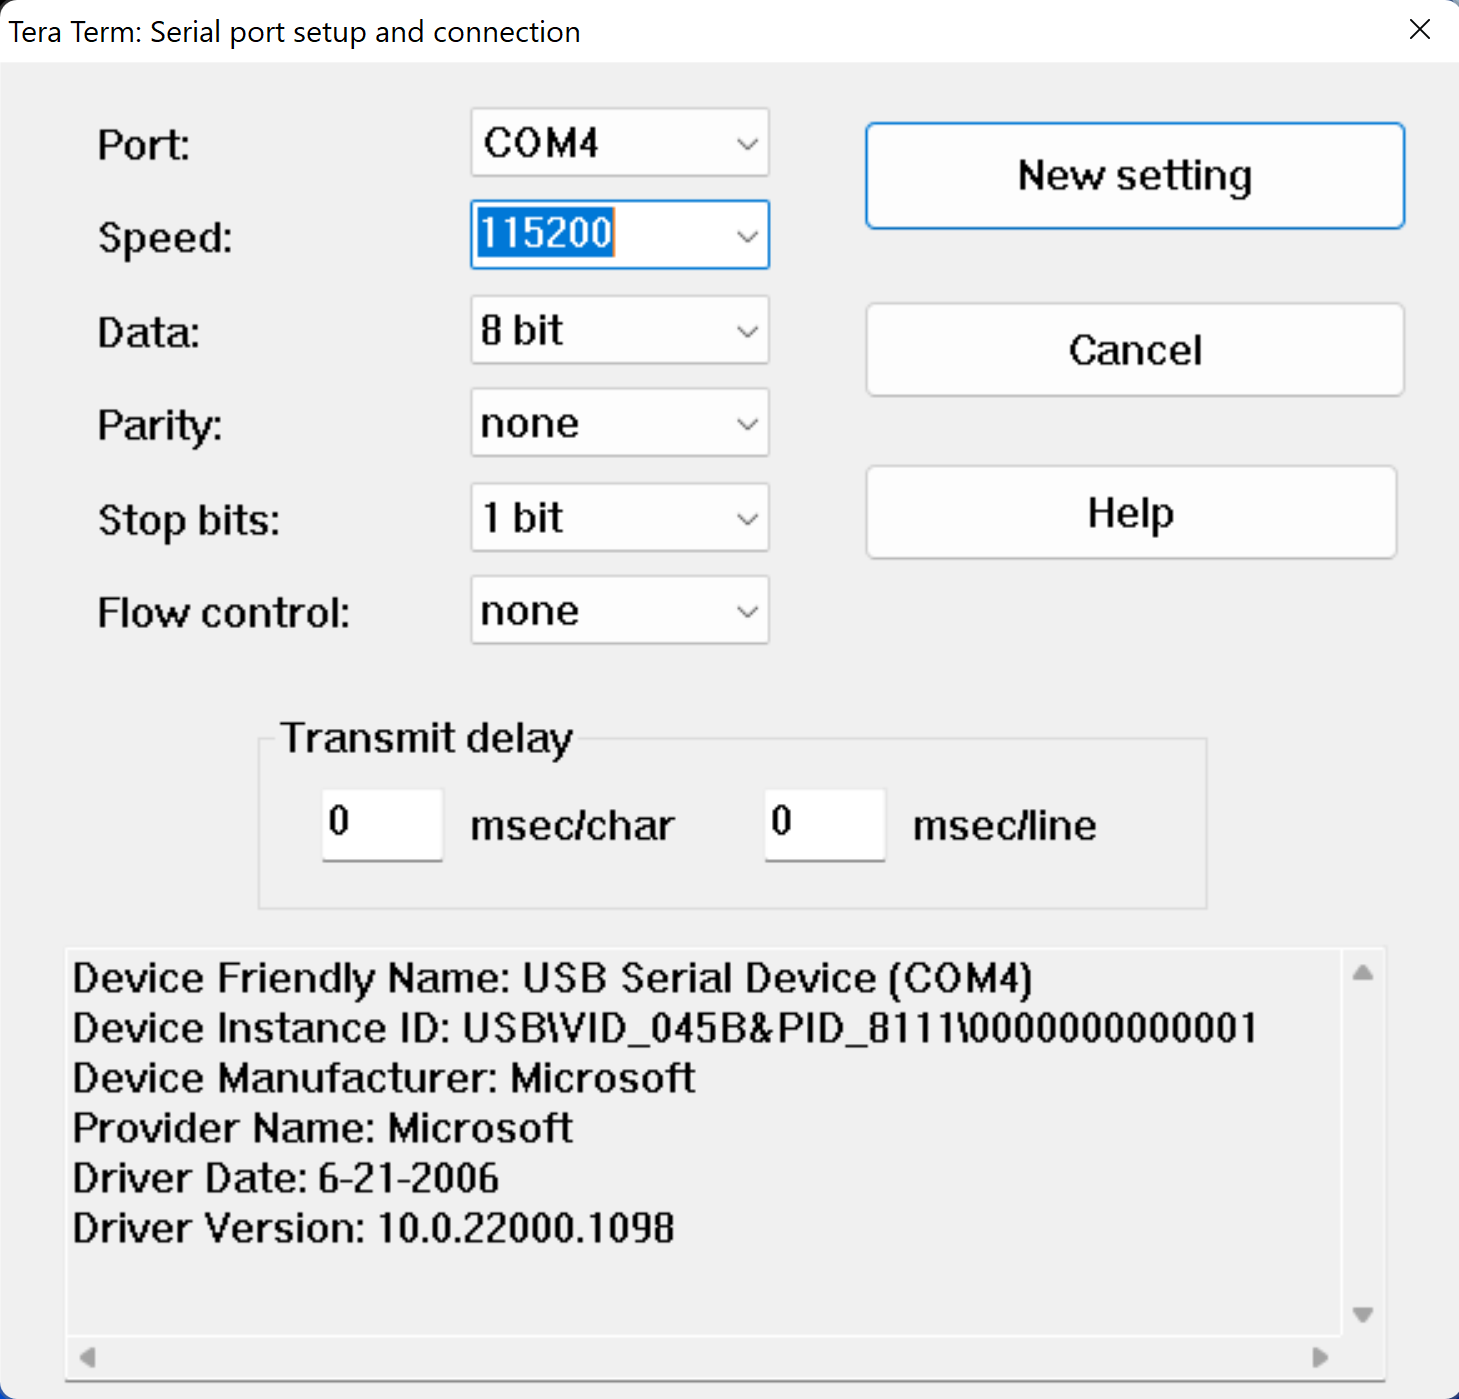 Tera Term: Serial port setup and connection
Port: COM4
New setting
Speed: 115200
Data: 8 bit
Cancel
Parity: none
Stop bits: 1 bit
Help
Flow control: none
Transmit delay
0 msec/char 0 msec/line
Device Friendly Name: USB Serial Device (COM4)
Device Instance ID: USB\VID_045B&PID_8111\0000000000001
Device Manufacturer: Microsoft
Provider Name: Microsoft
Driver Date: 6-21-2006
Driver Version: 10.0.22000.1098